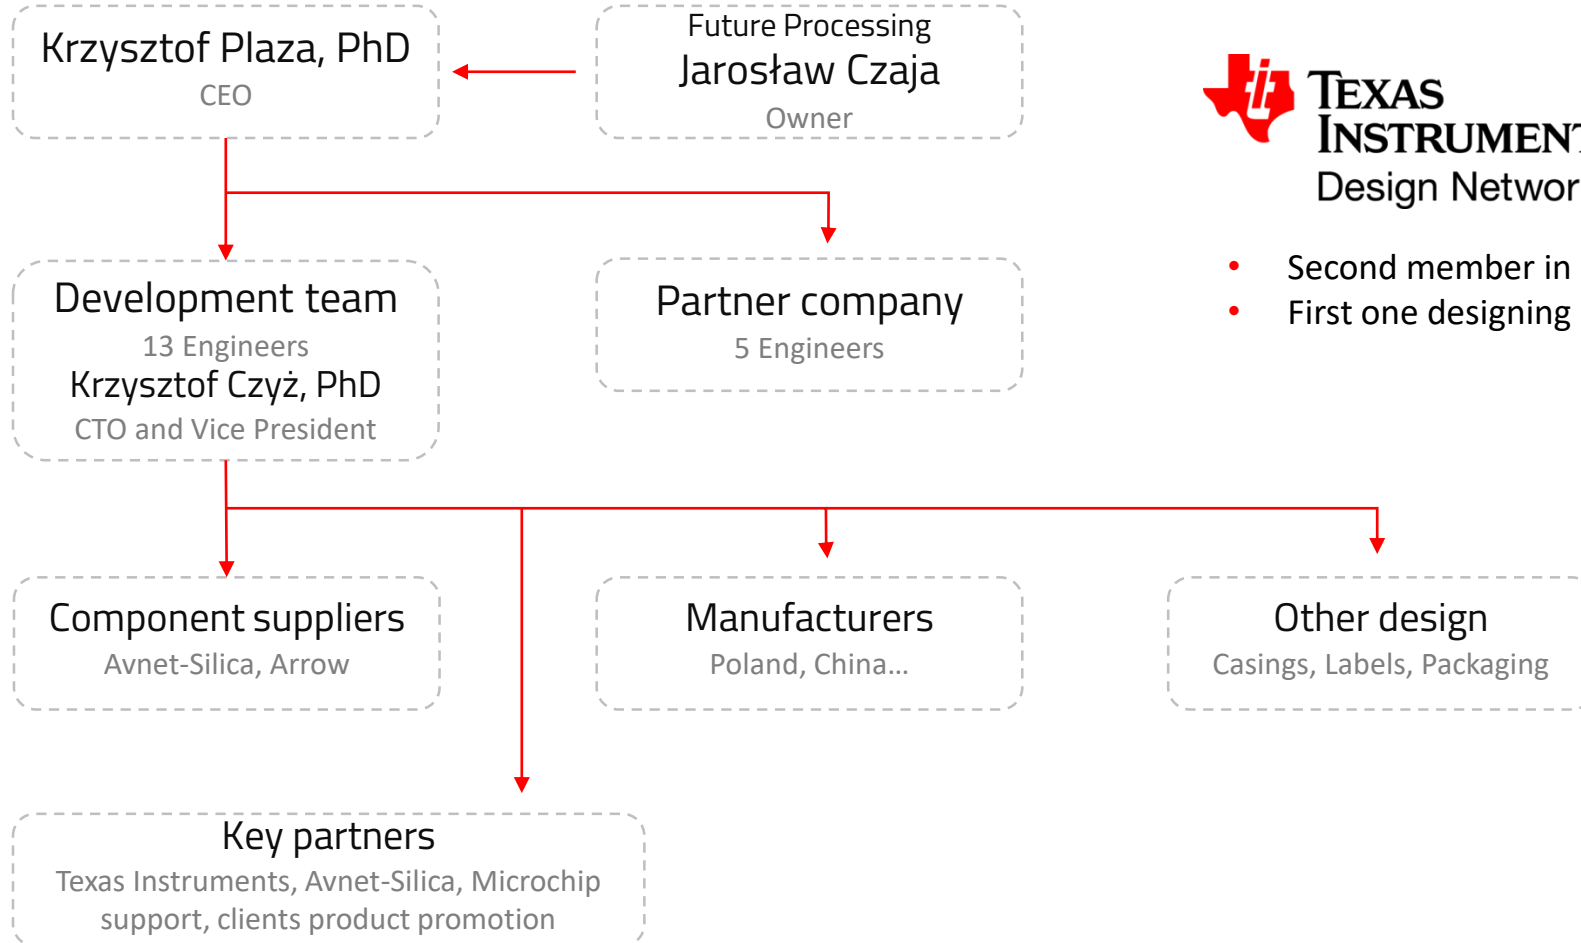 Krzysztof Plaza, PhD
CEO
Future Processing
Jarosław Czaja
Owner
TEXAS
INSTRUMENT
Design Networ
Second member in
First one designing
Development team
13 Engineers
Krzysztof Czyż, PhD
CTO and Vice President
Partner company
5 Engineers
Component suppliers
Avnet-Silica, Arrow
Manufacturers
Poland, China...
Other design
Casings, Labels, Packaging
Key partners
Texas Instruments, Avnet-Silica, Microchip
support, clients product promotion